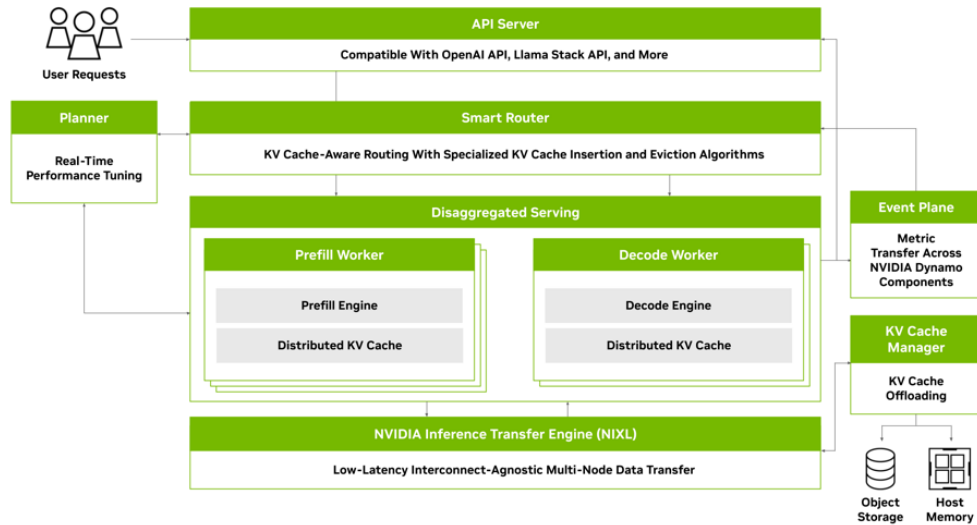 API Server
Compatible With OpenAI API, Llama Stack API, and More
User Requests
Planner
Real-Time
Performance Tuning
Smart Router
KV Cache-Aware Routing With Specialized KV Cache Insertion and Eviction Algorithms
Disaggregated Serving
Prefill Worker
Prefill Engine
Distributed KV Cache
Decode Worker
Decode Engine
Distributed KV Cache
Event Plane
Metric
Transfer Across
NVIDIA Dynamo
Components
KV Cache
Manager
KV Cache
Offloading
NVIDIA Inference Transfer Engine (NIXL)
Low-Latency Interconnect-Agnostic Multi-Node Data Transfer
Object
Storage
Host
Memory